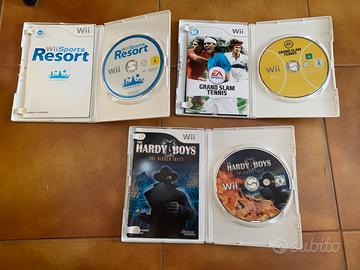 Wii Sports
Resort
Wii Sports
Resort
Wii
Wii
EA SPORTS
GRAND SLAM
TENNIS
GRAND SLAM
TENNIS
Wii
Wii
THE
HARDY BOYS
THE HIDDEN THEFT
HARDY BOYS
THE HIDDEN THEFT
Wii
subito